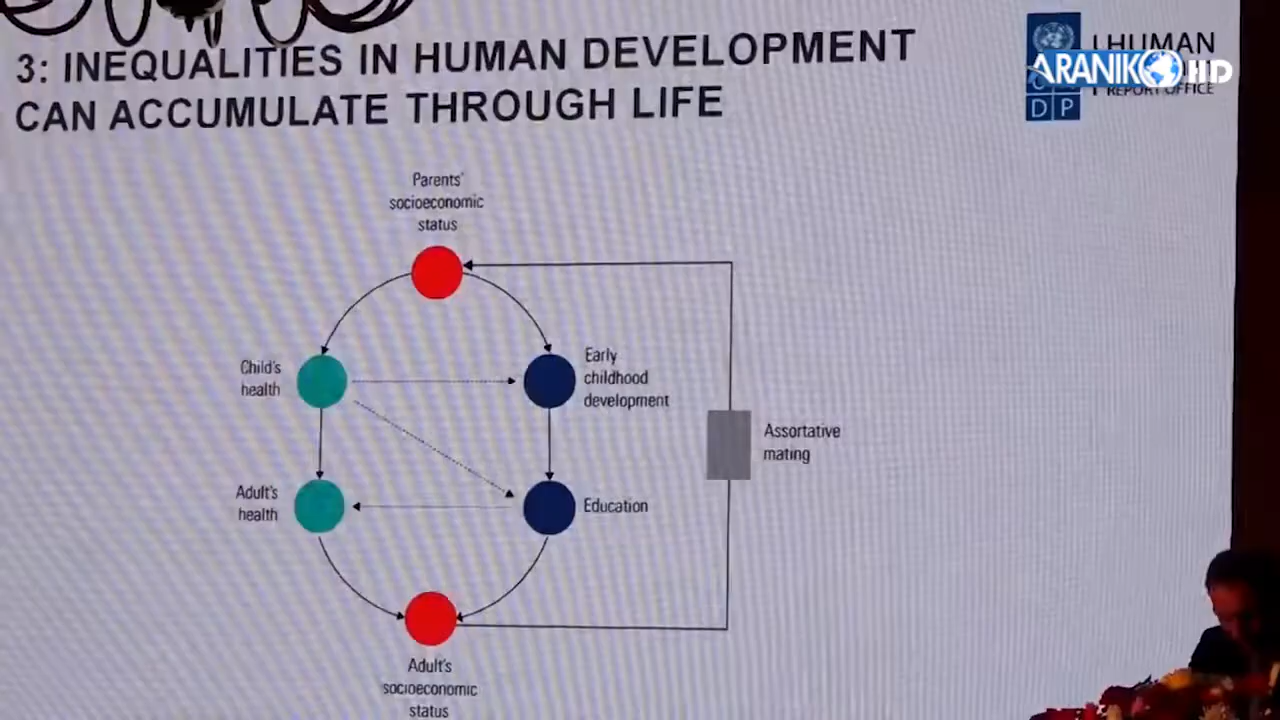 3: INEQUALITIES IN HUMAN DEVELOPMENT
CAN ACCUMULATE THROUGH LIFE
HUMAN
ARANIKO HD
REPORT OFFICE
D P
Parents'
socioeconomic
status
Child's
health
Early
childhood
development
Assortative
mating
Adult's
health
Education
Adult's
socioeconomic
status